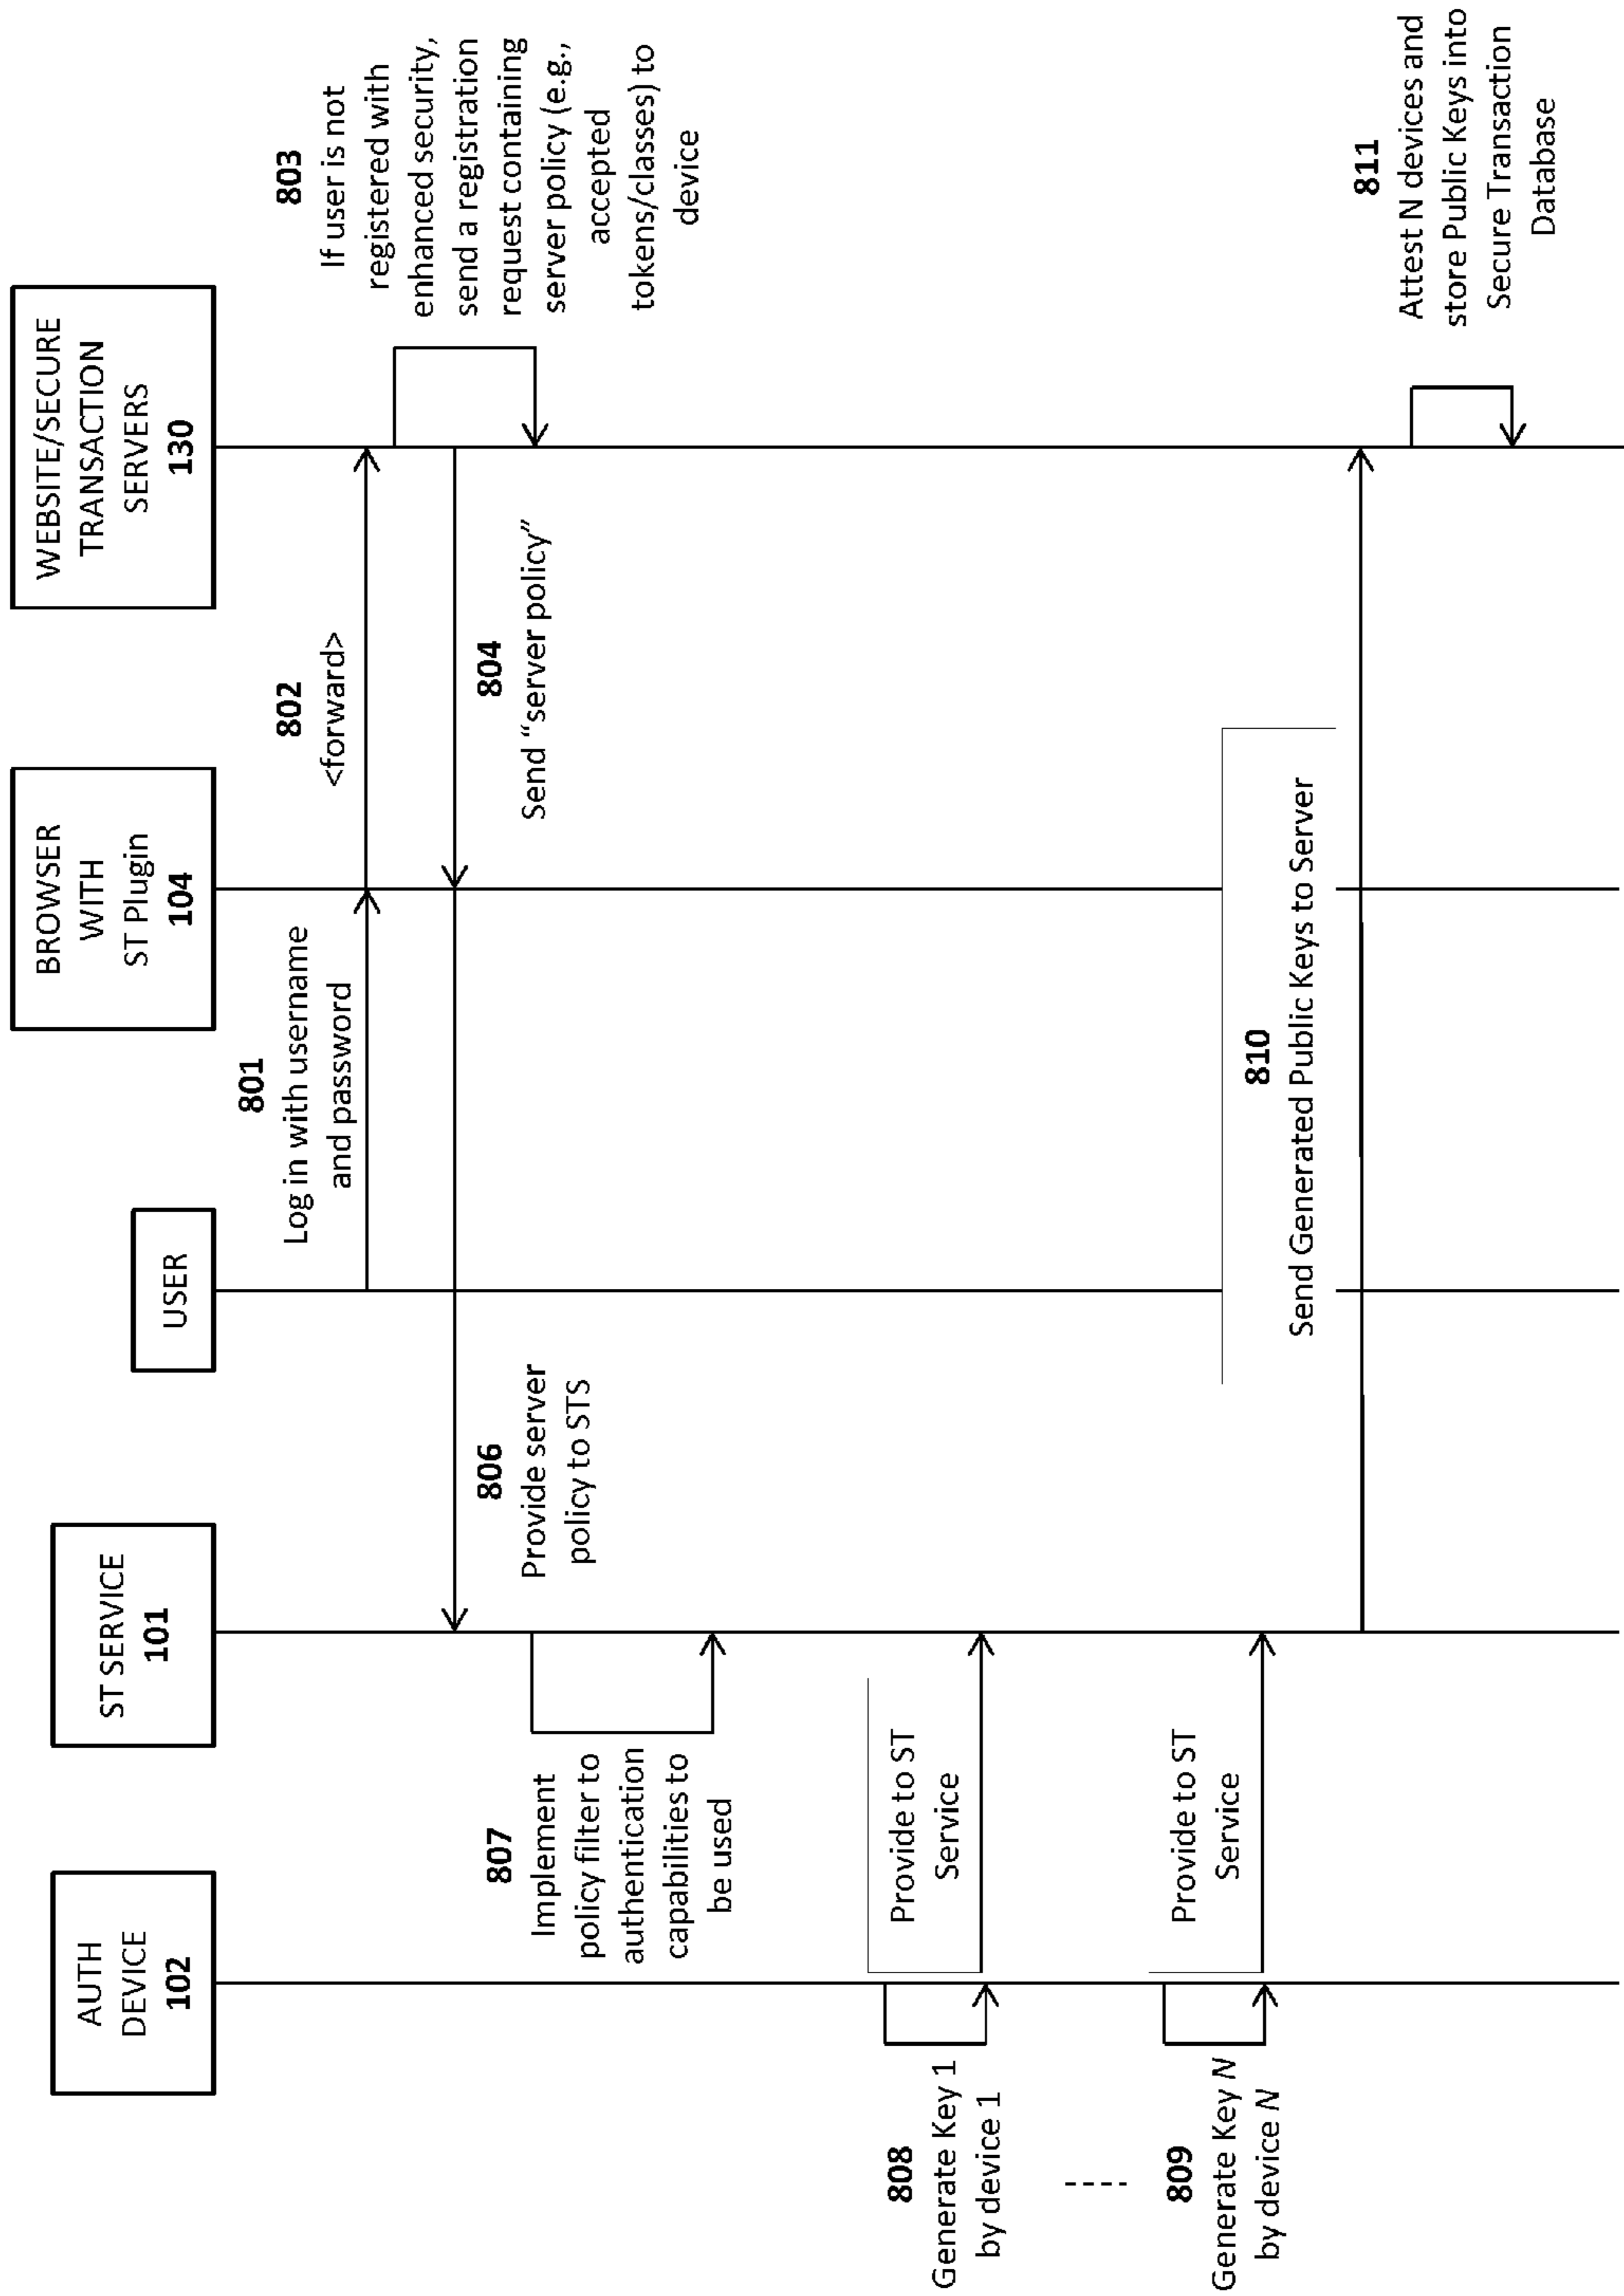 AUTH
DEVICE
102
ST SERVICE
101
USER
BROWSER
WITH
ST Plugin
104
WEBSITE/SECURE
TRANSACTION
SERVERS
130
801
Log in with username
and password
802
<forward>
803
If user is not
registered with
enhanced security,
send a registration
request containing
server policy (e.g.,
accepted
tokens/classes) to
device
804
Send “server policy”
806
Provide server
policy to STS
807
Implement
policy filter to
authentication
capabilities to
be used
808
Generate Key 1
by device 1
Provide to ST
Service
----
809
Generate Key N
by device N
Provide to ST
Service
810
Send Generated Public Keys to Server
811
Attest N devices and
store Public Keys into
Secure Transaction
Database